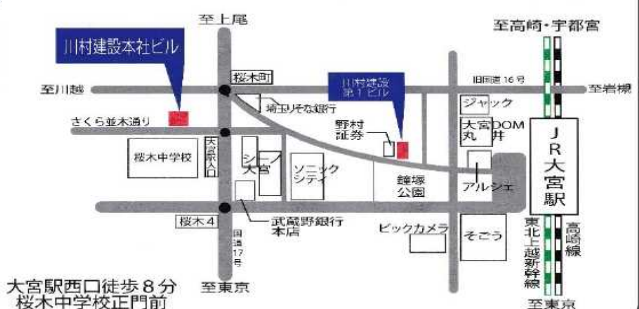 至上尾
至高崎・宇都宮
川村建設本社ビル
至川越
桜木町
川村建設
第1ビル
旧国道16号
至岩槻
さくら並木通り
埼玉りそな銀行
野村
証券
ジャック
大宮
丸
DOM
井
JR大宮駅
桜木中学校
大宮駅入口
シーノ
大宮
ソニック
シティ
鐘塚
公園
アルシェ
桜木4
国道17号
武蔵野銀行
本店
ビックカメラ
そごう
東北上越新幹線
高崎線
大宮駅西口徒歩8分
桜木中学校正門前
至東京
至東京